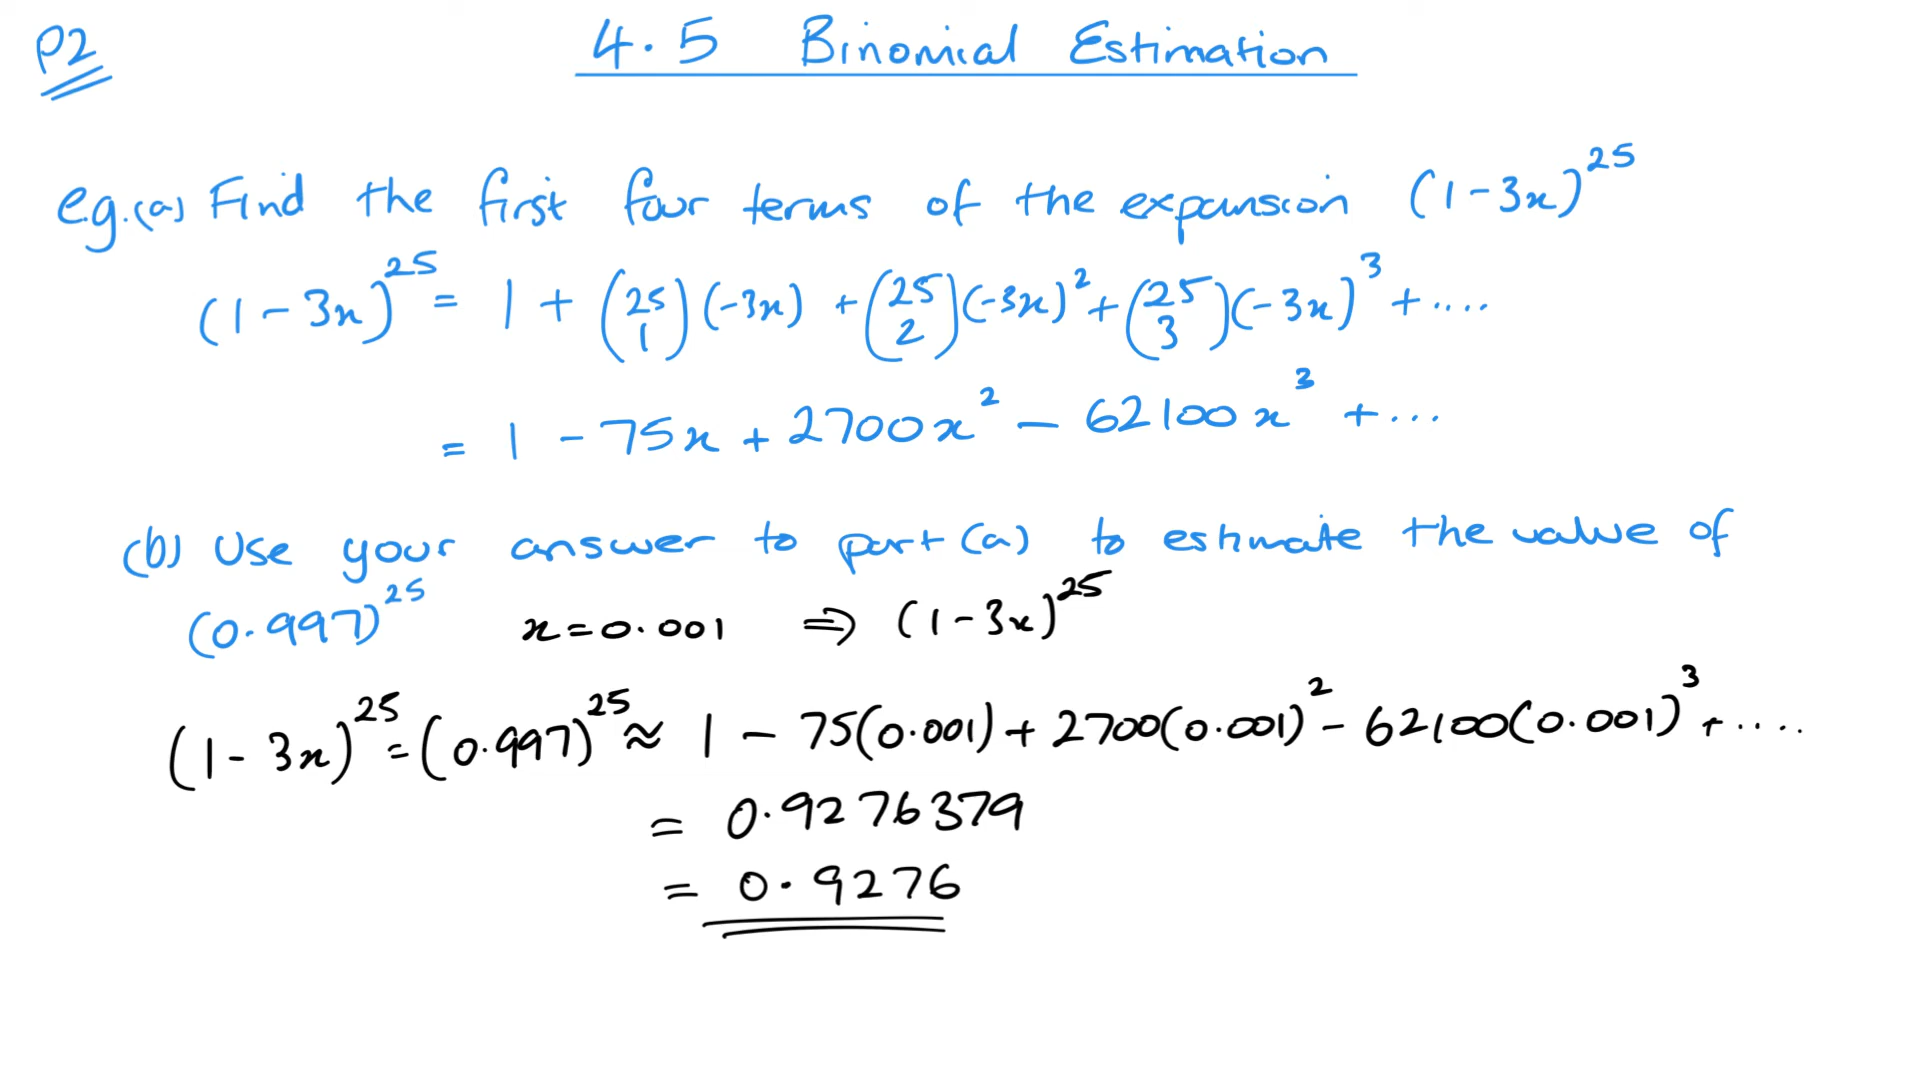 P2
4.5 Binomial Estimation
e.g.(a) Find the first four terms of the expansion (1-3x)^25
(1-3x)^25 = 1 + (25 1)(-3x) + (25 2)(-3x)^2 + (25 3)(-3x)^3 + ....
= 1 - 75x + 2700x^2 - 62100x^3 + ...
(b) Use your answer to part (a) to estimate the value of
(0.997)^25 x = 0.001 ⇒ (1-3x)^25
(1-3x)^25 = (0.997)^25 ≈ 1 - 75(0.001) + 2700(0.001)^2 - 62100(0.001)^3 + ....
= 0.9276379
= 0.9276